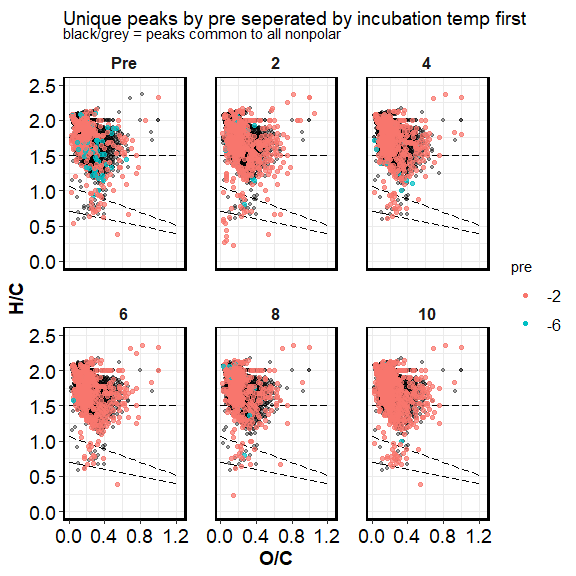 Unique peaks by pre seperated by incubation temp first
black/grey = peaks common to all nonpolar
Pre 2 4
2.5
2.0
1.5
1.0
0.5
0.0
H/C
pre
-2
-6
6 8 10
2.5
2.0
1.5
1.0
0.5
0.0
0.0 0.4 0.8 1.2 0.0 0.4 0.8 1.2 0.0 0.4 0.8 1.2
O/C